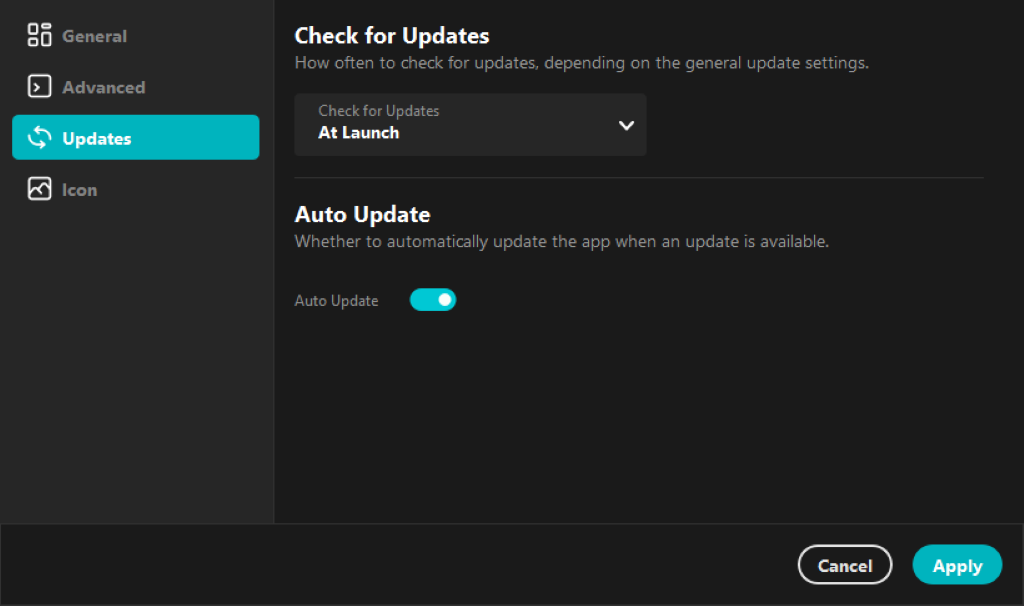 General
Advanced
Updates
Icon
Check for Updates
How often to check for updates, depending on the general update settings.
Check for Updates
At Launch
Auto Update
Whether to automatically update the app when an update is available.
Auto Update
Cancel
Apply